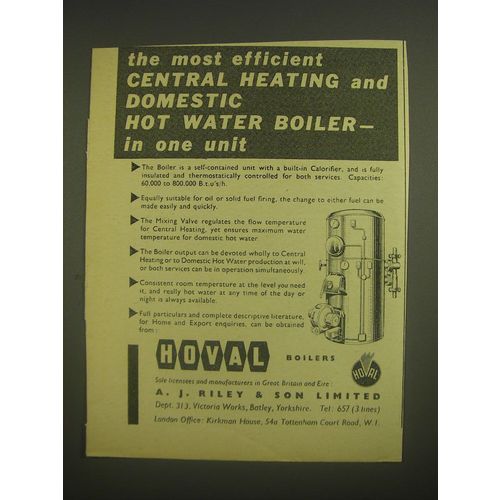 the most efficient
CENTRAL HEATING and
DOMESTIC
HOT WATER BOILER—
in one unit
The Boiler is a self-contained unit with a built-in Calorifier, and is fully
insulated and thermostatically controlled for both services. Capacities:
60,000 to 800,000 B.t.u's/h.
Equally suitable for oil or solid fuel firing, the change to either fuel can be
made easily and quickly.
The Mixing Valve regulates the flow temperature
for Central Heating, yet ensures maximum water
temperature for domestic hot water.
The Boiler output can be devoted wholly to Central
Heating or to Domestic Hot Water production at will,
or both services can be in operation simultaneously.
Consistent room temperature at the level you need
it, and really hot water at any time of the day or
night is always available.
Full particulars and complete descriptive literature,
for Home and Export enquiries, can be obtained
from:
HOVAL BOILERS
HOVAL
Sole licensees and manufacturers in Great Britain and Eire:
A. J. RILEY & SON LIMITED
Dept. 313, Victoria Works, Batley, Yorkshire. Tel: 657 (3 lines)
London Office: Kirkman House, 54a Tottenham Court Road, W.1.